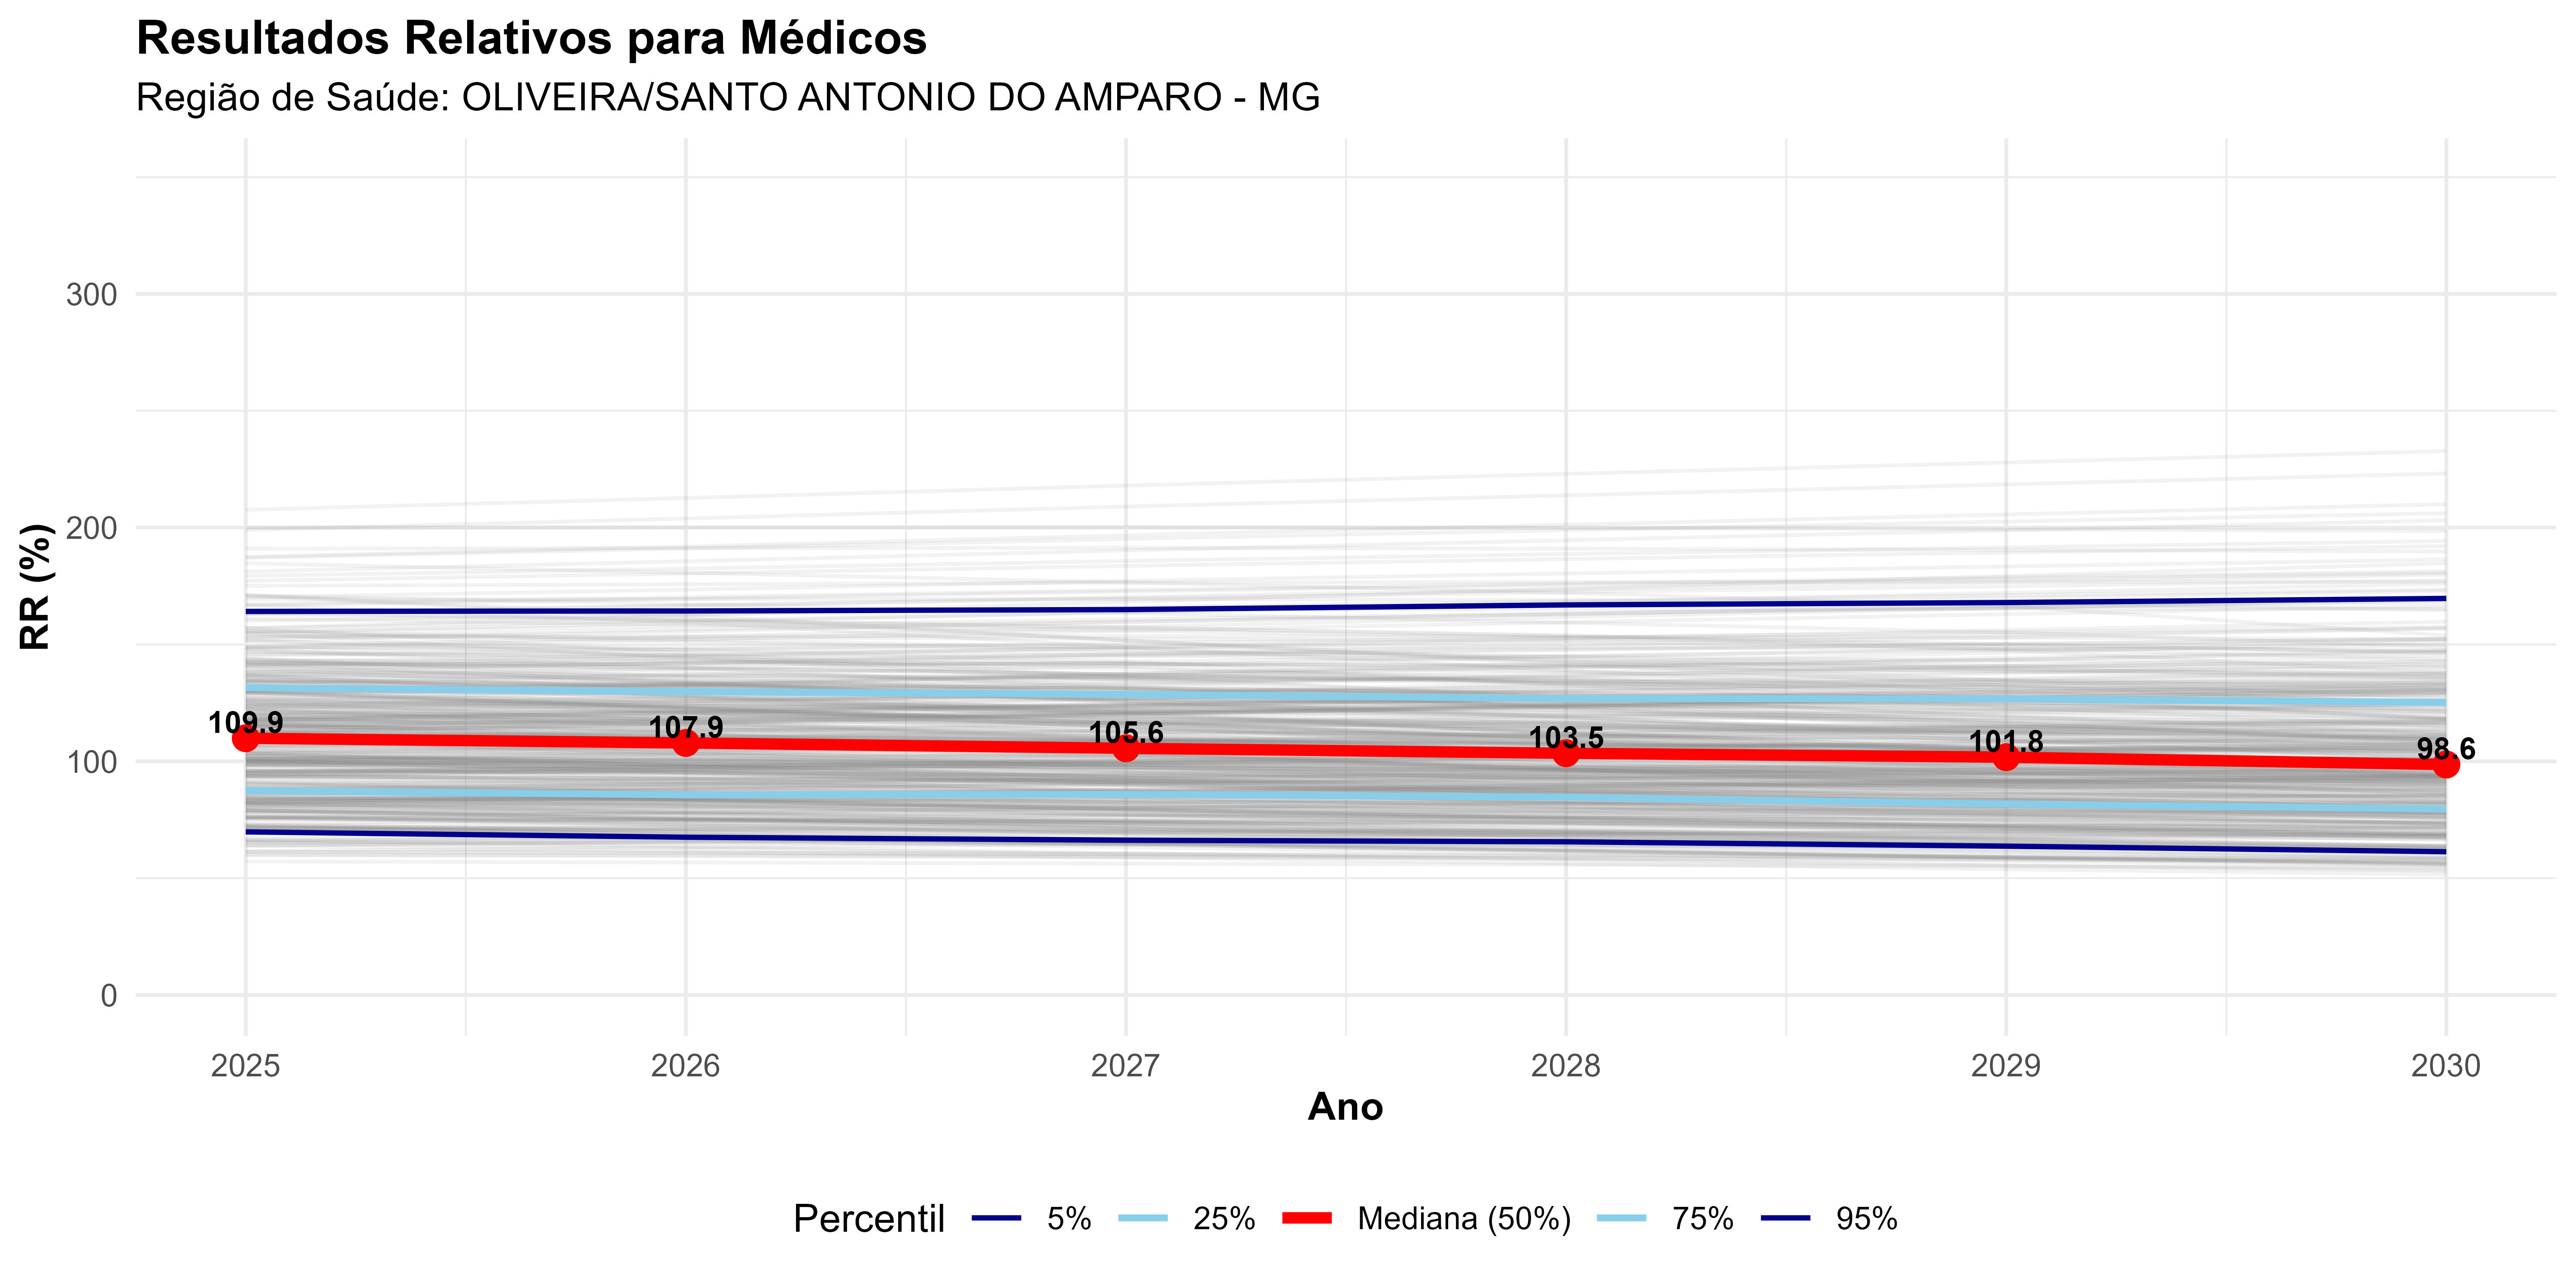 Resultados Relativos para Médicos
Região de Saúde: OLIVEIRA/SANTO ANTONIO DO AMPARO - MG
RR (%)
300
200
100
0
109.9
107.9
105.6
103.5
101.8
98.6
2025 2026 2027 2028 2029 2030
Ano
Percentil 5% 25% Mediana (50%) 75% 95%